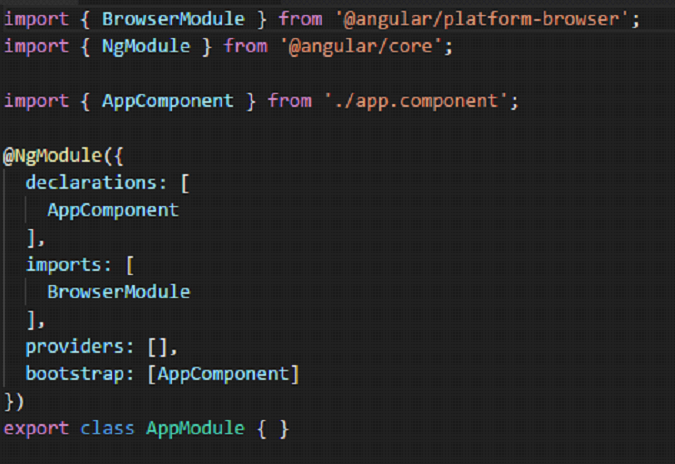 import { BrowserModule } from '@angular/platform-browser';
import { NgModule } from '@angular/core';
import { AppComponent } from './app.component';
@NgModule({
declarations: [
AppComponent
],
imports: [
BrowserModule
],
providers: [],
bootstrap: [AppComponent]
})
export class AppModule { }